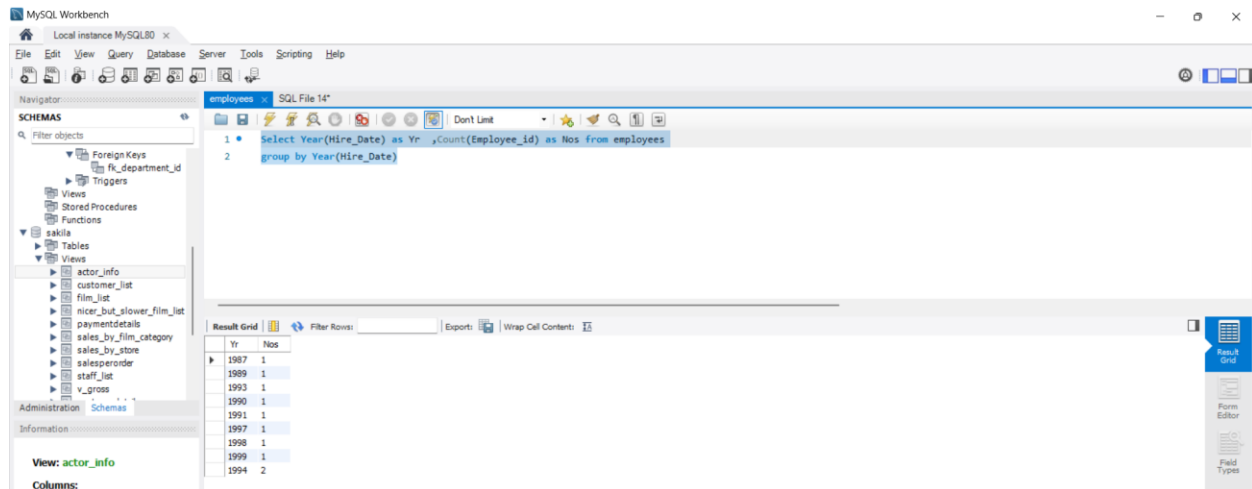 MySQL Workbench
Local instance MySQL80
File Edit View Query Database Server Tools Scripting Help
Navigator
SCHEMAS
Filter objects
Foreign Keys
fk_department_id
Triggers
Views
Stored Procedures
Functions
sakila
Tables
Views
actor_info
customer_list
film_list
nicer_but_slower_film_list
paymentdetails
sales_by_film_category
sales_by_store
salesperorder
staff_list
v_gross
Administration Schemas
Information
View: actor_info
Columns:
employees SQL File 14*
Don't Limit
1 Select Year(Hire_Date) as Yr ,Count(Employee_id) as Nos from employees
2 group by Year(Hire_Date)
Result Grid Filter Rows: Export: Wrap Cell Content:
Yr Nos
1987 1
1989 1
1993 1
1990 1
1991 1
1997 1
1998 1
1999 1
1994 2
Result
Grid
Form
Editor
Field
Types